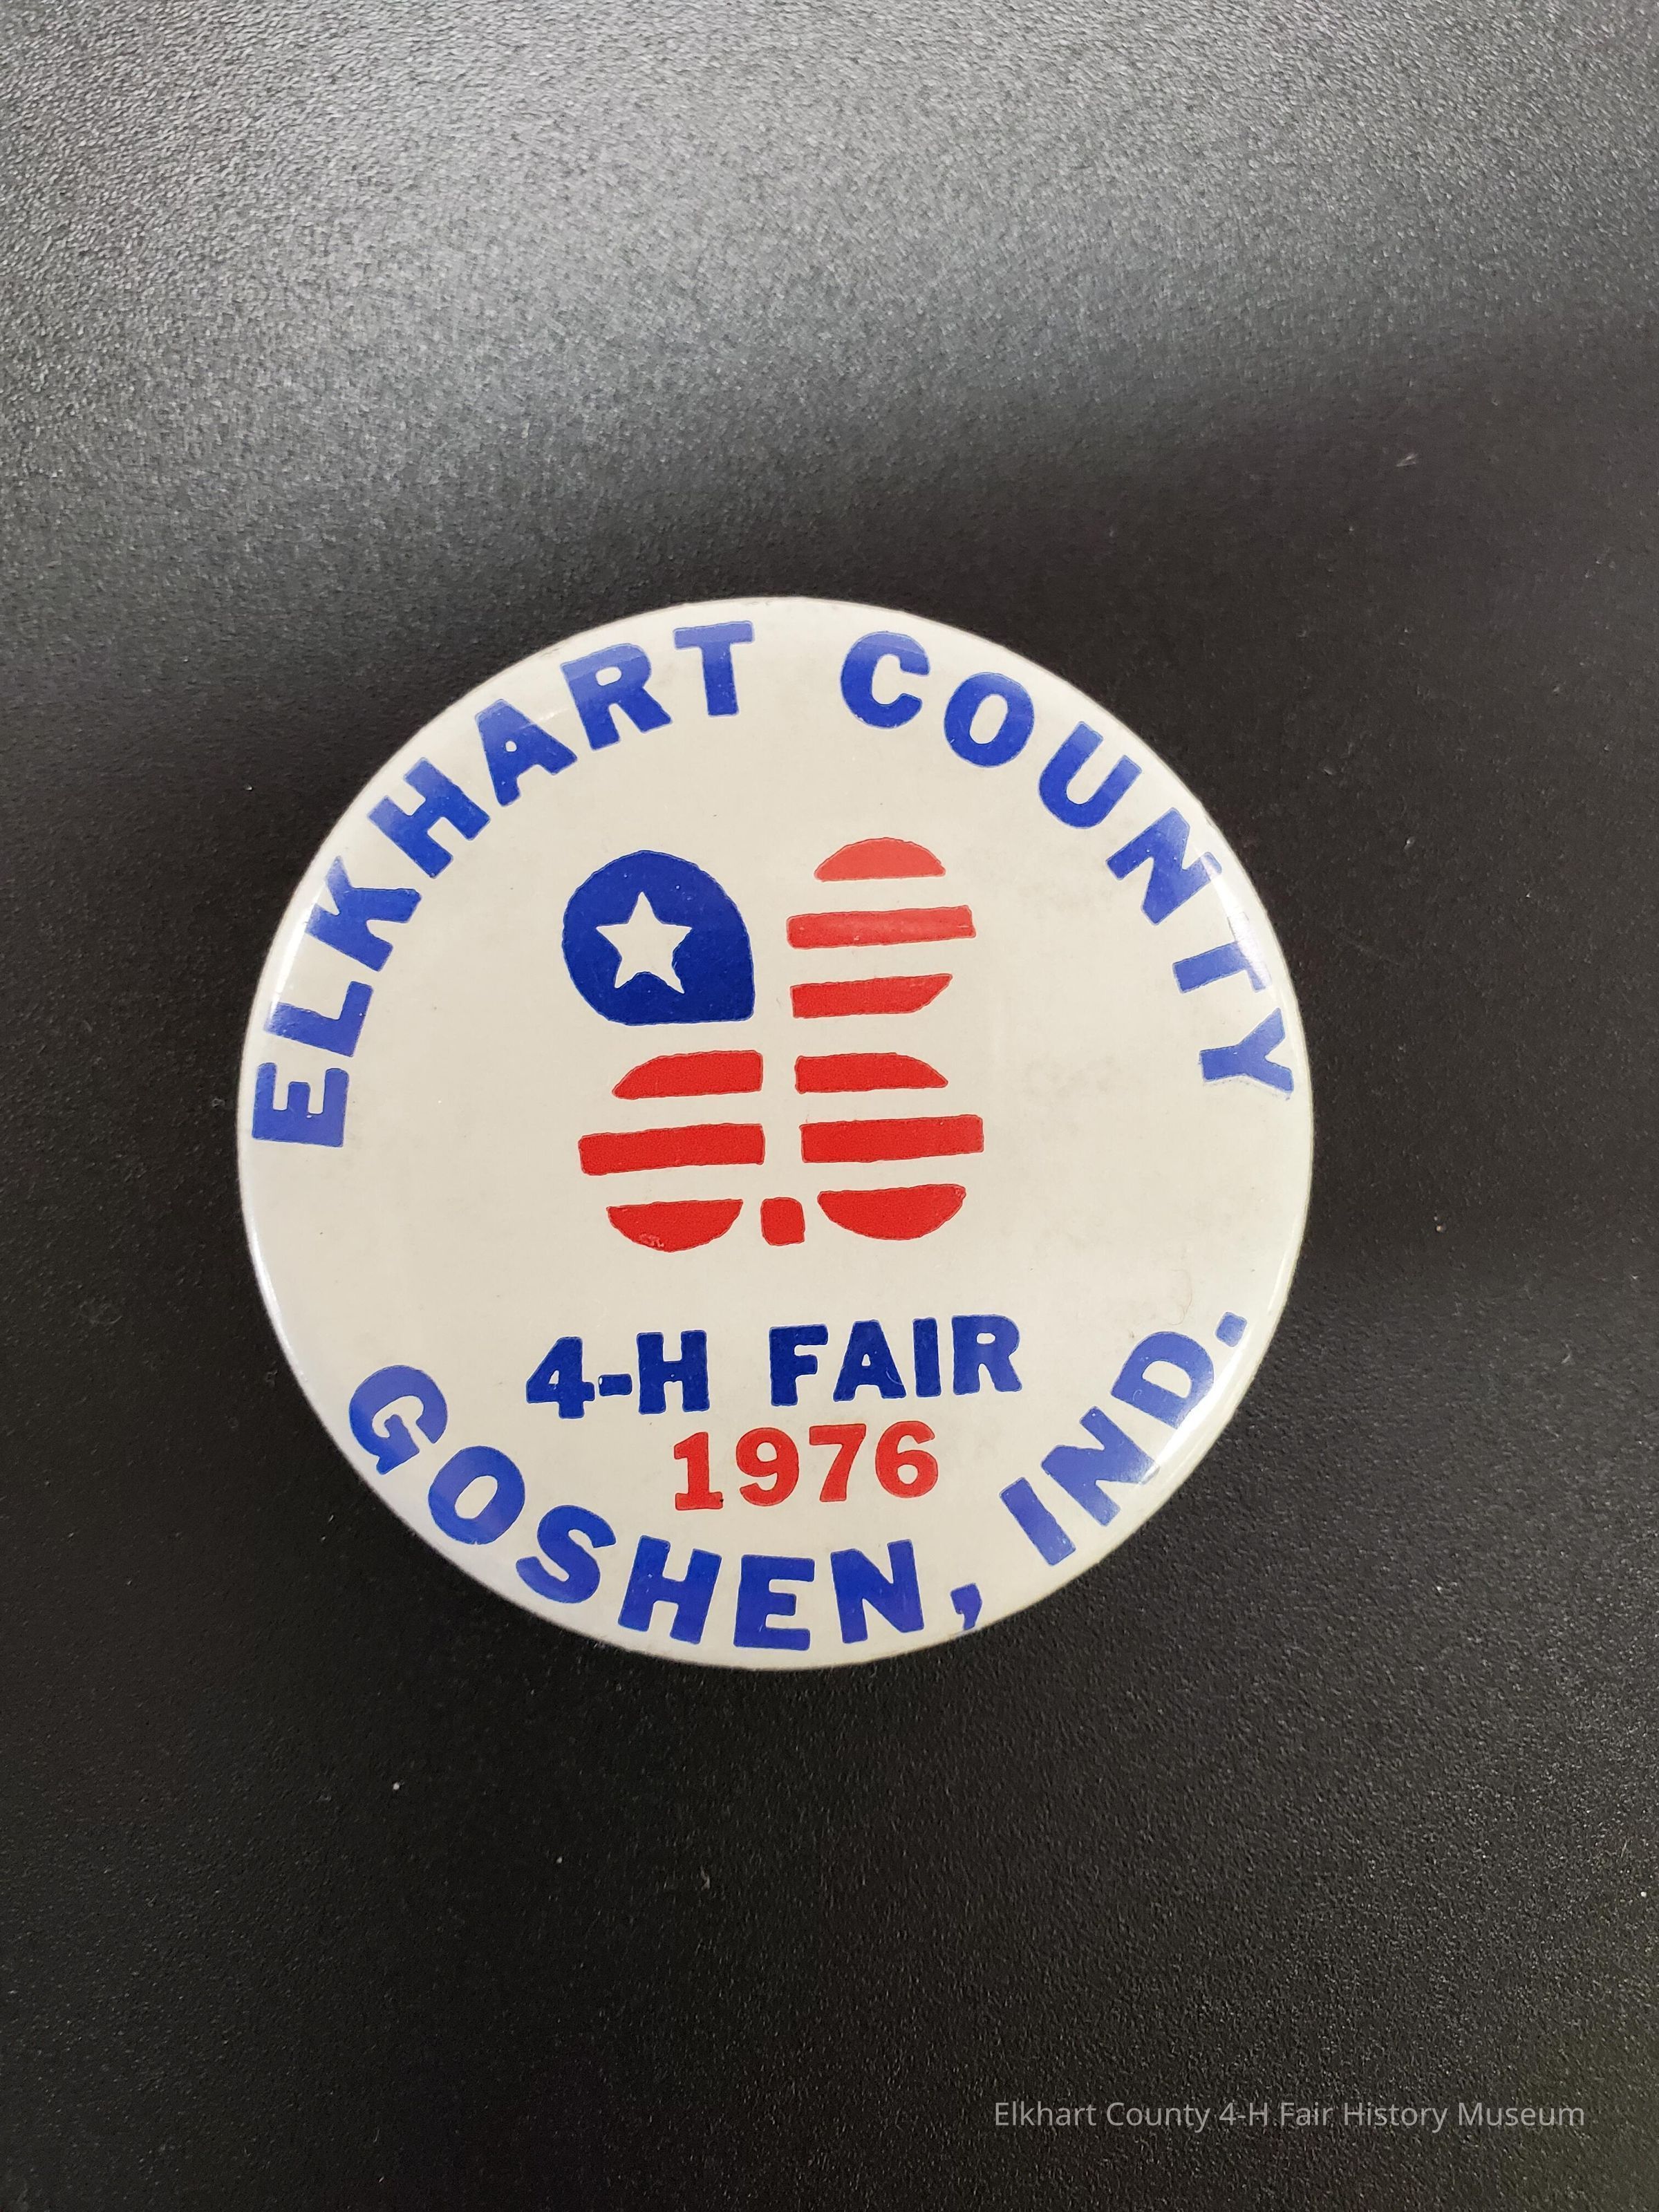 ELKHART COUNTY
4-H FAIR
1976
GOSHEN, IND.
Elkhart County 4-H Fair History Museum